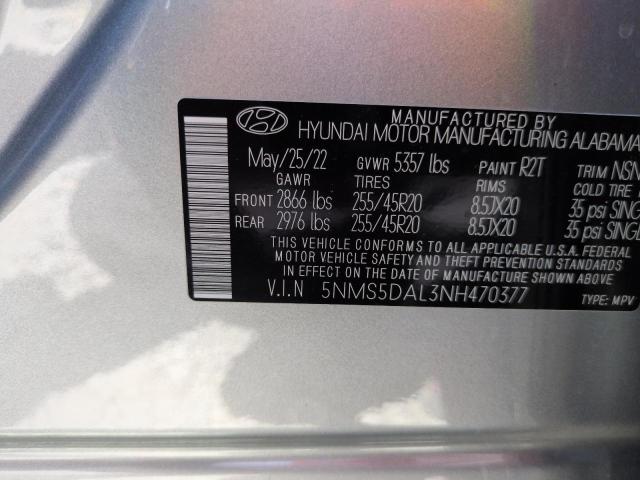 MANUFACTURED BY
HYUNDAI MOTOR MANUFACTURING ALABAMA
May/25/22 GVWR 5357 lbs PAINT R2T TRIM NSN
GAWR TIRES RIMS COLD TIRE
FRONT 2866 lbs 255/45R20 8.5JX20 35 psi SING
REAR 2976 lbs 255/45R20 8.5JX20 35 psi SINGL
THIS VEHICLE CONFORMS TO ALL APPLICABLE U.S.A. FEDERAL
MOTOR VEHICLE SAFETY AND THEFT PREVENTION STANDARDS
IN EFFECT ON THE DATE OF MANUFACTURE SHOWN ABOVE
V.I.N 5NMS5DAL3NH470377 TYPE: MPV